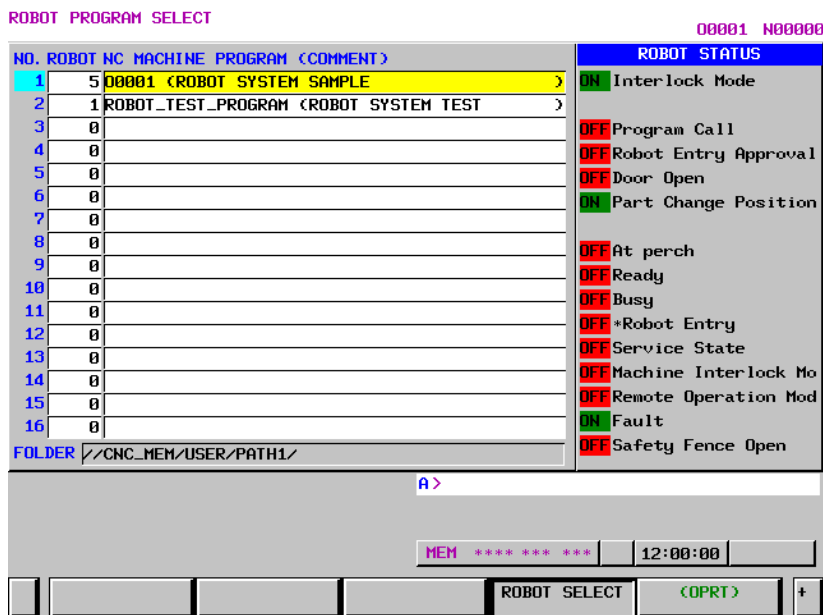 ROBOT PROGRAM SELECT
O0001 N00000
NO. ROBOT NC MACHINE PROGRAM (COMMENT)
1 5 O0001 (ROBOT SYSTEM SAMPLE )
2 1 ROBOT_TEST_PROGRAM (ROBOT SYSTEM TEST )
3 0
4 0
5 0
6 0
7 0
8 0
9 0
10 0
11 0
12 0
13 0
14 0
15 0
16 0
FOLDER //CNC_MEM/USER/PATH1/
ROBOT STATUS
ON Interlock Mode
OFF Program Call
OFF Robot Entry Approval
OFF Door Open
ON Part Change Position
OFF At perch
OFF Ready
OFF Busy
OFF *Robot Entry
OFF Service State
OFF Machine Interlock Mo
OFF Remote Operation Mod
ON Fault
OFF Safety Fence Open
A>
MEM **** *** *** 12:00:00
ROBOT SELECT (OPRT) +